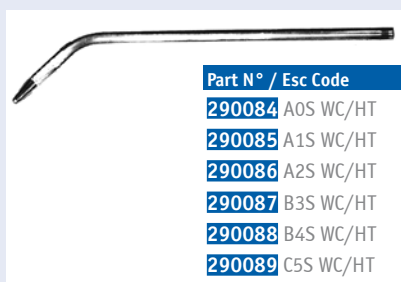 Part N° / Esc Code
290084 A0S WC/HT
290085 A1S WC/HT
290086 A2S WC/HT
290087 B3S WC/HT
290088 B4S WC/HT
290089 C5S WC/HT